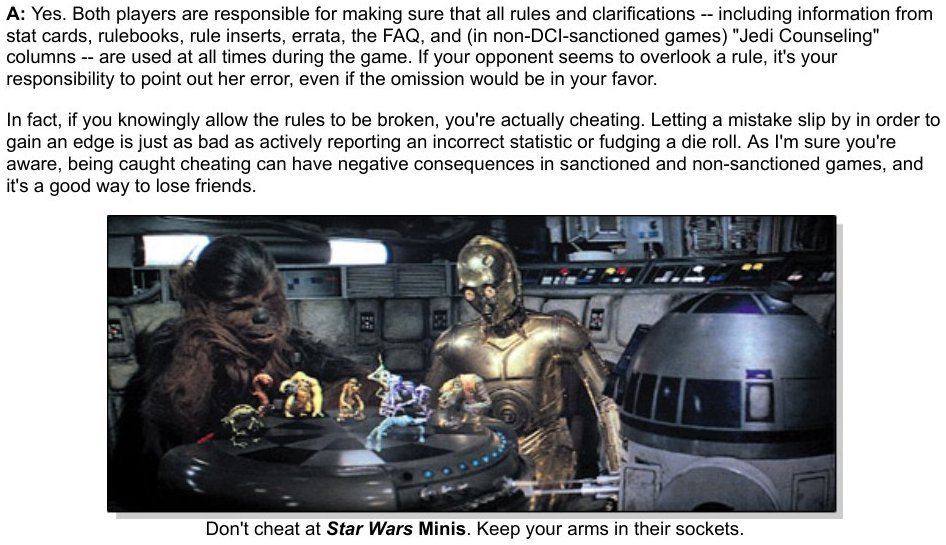 A: Yes. Both players are responsible for making sure that all rules and clarifications -- including information from
stat cards, rulebooks, rule inserts, errata, the FAQ, and (in non-DCI-sanctioned games) "Jedi Counseling"
columns -- are used at all times during the game. If your opponent seems to overlook a rule, it's your
responsibility to point out her error, even if the omission would be in your favor.
In fact, if you knowingly allow the rules to be broken, you're actually cheating. Letting a mistake slip by in order to
gain an edge is just as bad as actively reporting an incorrect statistic or fudging a die roll. As I'm sure you're
aware, being caught cheating can have negative consequences in sanctioned and non-sanctioned games, and
it's a good way to lose friends.
Don't cheat at Star Wars Minis. Keep your arms in their sockets.